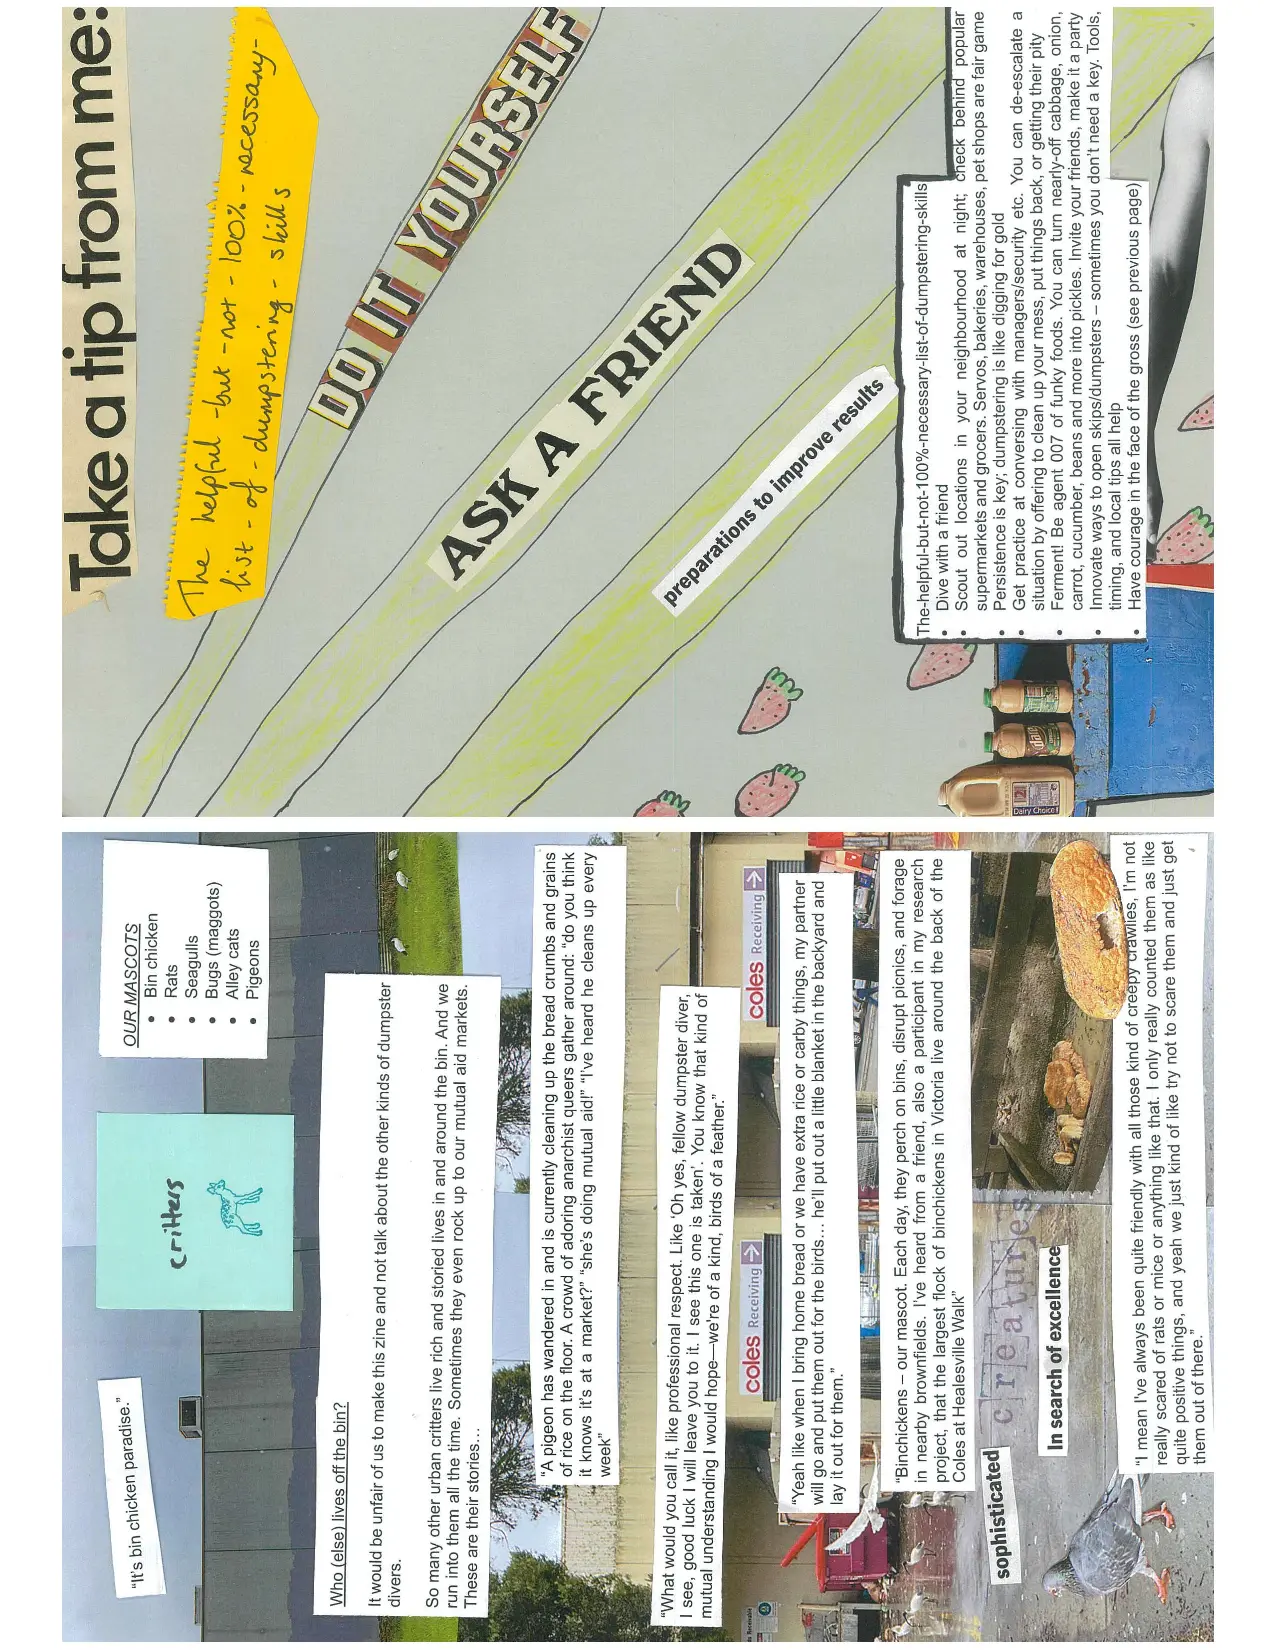 Take a tip from me:
The helpful - but - not - 100% - necessary -
list - of - dumpstering - skills
DO IT YOURSELF
ASK A FRIEND
preparations to improve results
The-helpful-but-not-100%-necessary-list-of-dumpstering-skills
• Dive with a friend
• Scout out locations in your neighbourhood at night; check behind popular
supermarkets and grocers. Servos, bakeries, warehouses, pet shops are fair game
• Persistence is key; dumpstering is like digging for gold
• Get practice at conversing with managers/security etc. You can de-escalate a
situation by offering to clean up your mess, put things back, or getting their pity
• Ferment! Be agent 007 of funky foods. You can turn nearly-off cabbage, onion,
carrot, cucumber, beans and more into pickles. Invite your friends, make it a party
• Innovate ways to open skips/dumpsters – sometimes you don't need a key. Tools,
timing, and local tips all help
• Have courage in the face of the gross (see previous page)
dare
Dairy Choice
"It's bin chicken paradise."
critters
OUR MASCOTS
• Bin chicken
• Rats
• Seagulls
• Bugs (maggots)
• Alley cats
• Pigeons
Who (else) lives off the bin?
It would be unfair of us to make this zine and not talk about the other kinds of dumpster
divers.
So many other urban critters live rich and storied lives in and around the bin. And we
run into them all the time. Sometimes they even rock up to our mutual aid markets.
These are their stories…
"A pigeon has wandered in and is currently cleaning up the bread crumbs and grains
of rice on the floor. A crowd of adoring anarchist queers gather around: "do you think
it knows it's at a market?" "she's doing mutual aid!" "I've heard he cleans up every
week"
"What would you call it, like professional respect. Like 'Oh yes, fellow dumpster diver,
I see, good luck I will leave you to it. I see this one is taken'. You know that kind of
mutual understanding I would hope—we're of a kind, birds of a feather."
coles Receiving
coles Receiving
"Yeah like when I bring home bread or we have extra rice or carby things, my partner
will go and put them out for the birds… he'll put out a little blanket in the backyard and
lay it out for them."
"Binchickens – our mascot. Each day, they perch on bins, disrupt picnics, and forage
in nearby brownfields. I've heard from a friend, also a participant in my research
project, that the largest flock of binchickens in Victoria live around the back of the
Coles at Healesville Walk"
sophisticated
c|r|e|a|t|u|r|e|s
In search of excellence
"I mean I've always been quite friendly with all those kind of creepy crawlies, I'm not
really scared of rats or mice or anything like that. I only really counted them as like
quite positive things, and yeah we just kind of like try not to scare them and just get
them out of there."